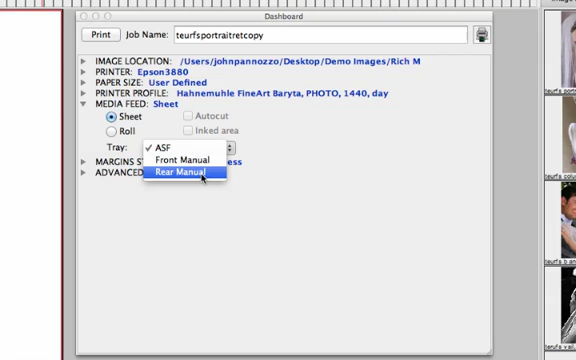 Dashboard
Print
Job Name:
teurfsportraitretcopy
IMAGE LOCATION: /Users/johnpannozzo/Desktop/Demo Images/Rich M
PRINTER: Epson3880
PAPER SIZE: User Defined
PRINTER PROFILE: Hahnemuhle FineArt Baryta, PHOTO, 1440, day
MEDIA FEED: Sheet
Sheet
Autocut
Roll
Inked area
Tray:
✓ ASF
Front Manual
MARGINS ST
ess
Rear Manual
ADVANCED